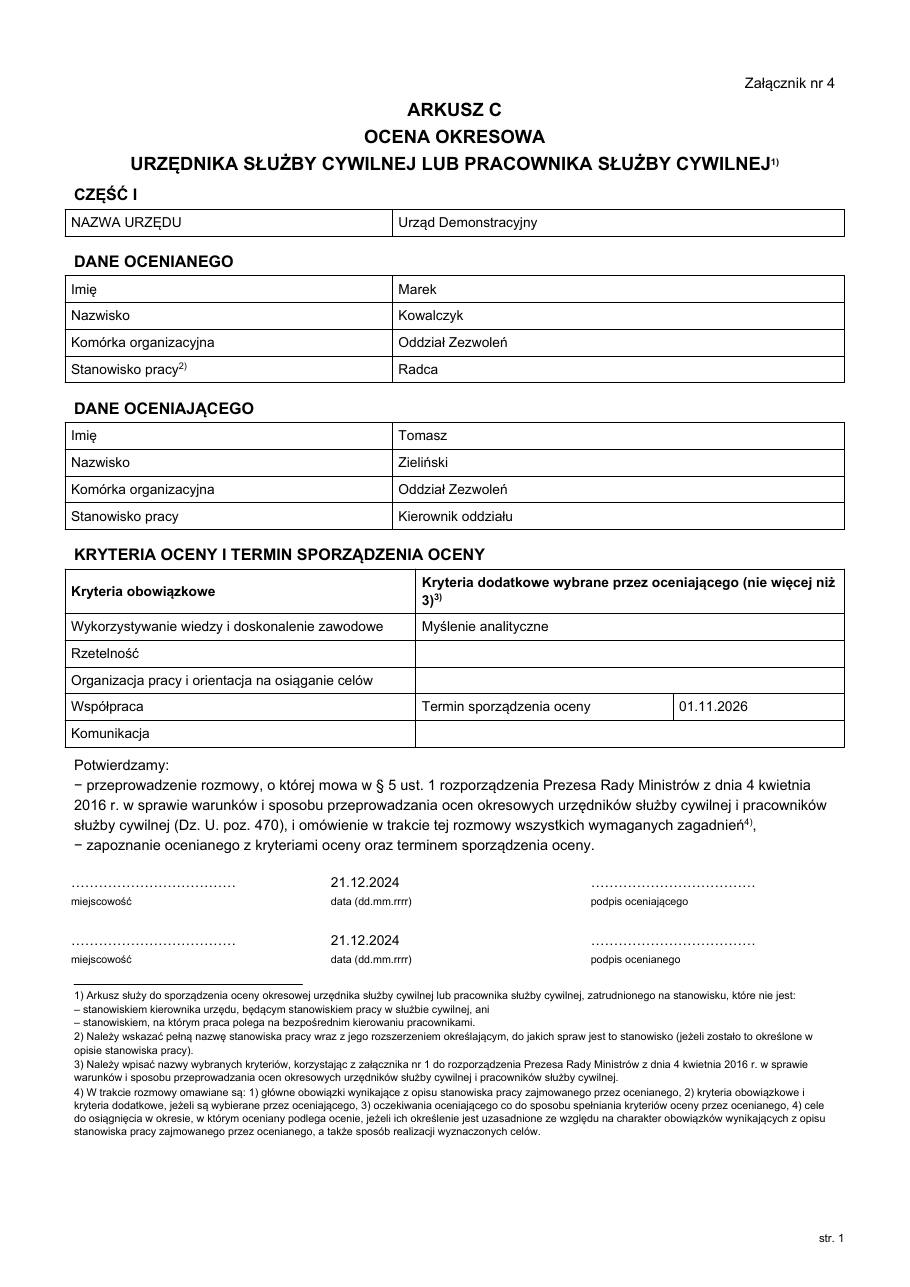 Załącznik nr 4
ARKUSZ C
OCENA OKRESOWA
URZĘDNIKA SŁUŻBY CYWILNEJ LUB PRACOWNIKA SŁUŻBY CYWILNEJ1)
CZĘŚĆ I
NAZWA URZĘDU Urząd Demonstracyjny
DANE OCENIANEGO
Imię Marek
Nazwisko Kowalczyk
Komórka organizacyjna Oddział Zezwoleń
Stanowisko pracy2) Radca
DANE OCENIAJĄCEGO
Imię Tomasz
Nazwisko Zieliński
Komórka organizacyjna Oddział Zezwoleń
Stanowisko pracy Kierownik oddziału
KRYTERIA OCENY I TERMIN SPORZĄDZENIA OCENY
Kryteria obowiązkowe Kryteria dodatkowe wybrane przez oceniającego (nie więcej niż
3)3)
Wykorzystywanie wiedzy i doskonalenie zawodowe Myślenie analityczne
Rzetelność
Organizacja pracy i orientacja na osiąganie celów
Współpraca Termin sporządzenia oceny 01.11.2026
Komunikacja
Potwierdzamy:
− przeprowadzenie rozmowy, o której mowa w § 5 ust. 1 rozporządzenia Prezesa Rady Ministrów z dnia 4 kwietnia
2016 r. w sprawie warunków i sposobu przeprowadzania ocen okresowych urzędników służby cywilnej i pracowników
służby cywilnej (Dz. U. poz. 470), i omówienie w trakcie tej rozmowy wszystkich wymaganych zagadnień4),
− zapoznanie ocenianego z kryteriami oceny oraz terminem sporządzenia oceny.
……………………………… 21.12.2024 ………………………………
miejscowość data (dd.mm.rrrr) podpis oceniającego
……………………………… 21.12.2024 ………………………………
miejscowość data (dd.mm.rrrr) podpis ocenianego
1) Arkusz służy do sporządzenia oceny okresowej urzędnika służby cywilnej lub pracownika służby cywilnej, zatrudnionego na stanowisku, które nie jest:
– stanowiskiem kierownika urzędu, będącym stanowiskiem pracy w służbie cywilnej, ani
– stanowiskiem, na którym praca polega na bezpośrednim kierowaniu pracownikami.
2) Należy wskazać pełną nazwę stanowiska pracy wraz z jego rozszerzeniem określającym, do jakich spraw jest to stanowisko (jeżeli zostało to określone w
opisie stanowiska pracy).
3) Należy wpisać nazwy wybranych kryteriów, korzystając z załącznika nr 1 do rozporządzenia Prezesa Rady Ministrów z dnia 4 kwietnia 2016 r. w sprawie
warunków i sposobu przeprowadzania ocen okresowych urzędników służby cywilnej i pracowników służby cywilnej.
4) W trakcie rozmowy omawiane są: 1) główne obowiązki wynikające z opisu stanowiska pracy zajmowanego przez ocenianego, 2) kryteria obowiązkowe i
kryteria dodatkowe, jeżeli są wybierane przez oceniającego, 3) oczekiwania oceniającego co do sposobu spełniania kryteriów oceny przez ocenianego, 4) cele
do osiągnięcia w okresie, w którym oceniany podlega ocenie, jeżeli ich określenie jest uzasadnione ze względu na charakter obowiązków wynikających z opisu
stanowiska pracy zajmowanego przez ocenianego, a także sposób realizacji wyznaczonych celów.
str. 1